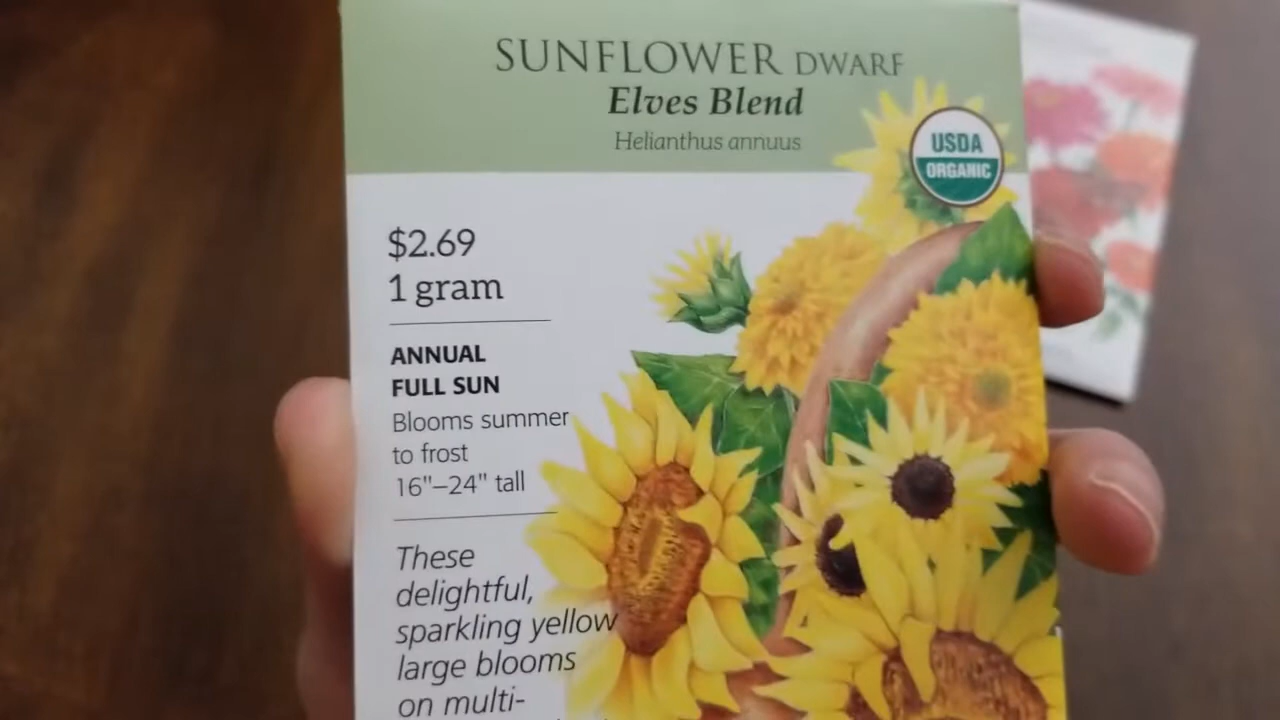 SUNFLOWER DWARF
Elves Blend
Helianthus annuus
USDA
ORGANIC
$2.69
1 gram
ANNUAL
FULL SUN
Blooms summer
to frost
16"–24" tall
These
delightful,
sparkling yellow
large blooms
on multi-